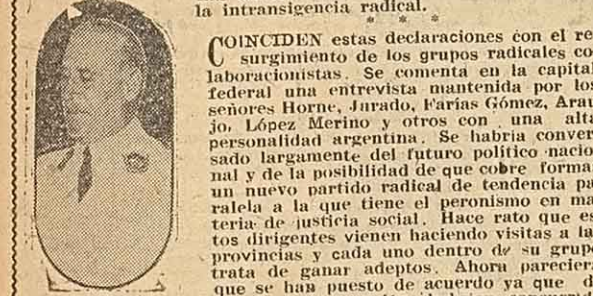 la intransigencia radical.
* * *
COINCIDEN estas declaraciones con el re
surgimiento de los grupos radicales co
laboracionistas. Se comenta en la capital
federal una entrevista mantenida por los
señores Horne, Jurado, Farías Gómez, Arau
jo, López Merino y otros con una alta
personalidad argentina. Se habría conver
sado largamente del futuro político nacio
nal y de la posibilidad de que cobre forma
un nuevo partido radical de tendencia pa
ralela a la que tiene el peronismo en ma
teria de justicia social. Hace rato que es
tos dirigentes vienen haciendo visitas a la
provincias y cada uno dentro de su grupo
trata de ganar adeptos. Ahora pareciera
que se han puesto de acuerdo ya que d